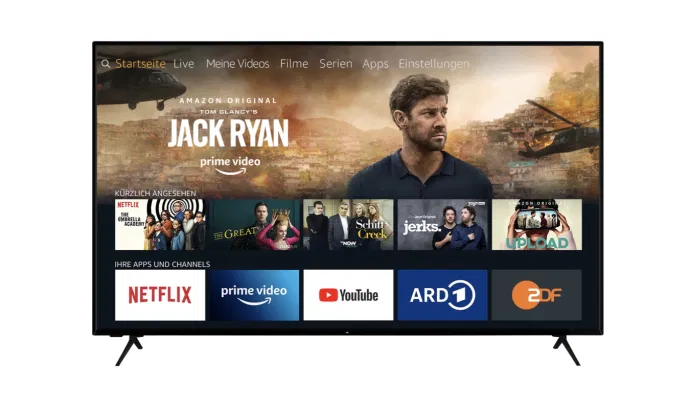 Startseite Live Meine Videos Filme Serien Apps Einstellungen
AMAZON ORIGINAL
TOM CLANCY'S
JACK RYAN
prime video
KÜRZLICH ANGESEHEN
NETFLIX
THE UMBRELLA ACADEMY
THE GREAT
NOW
Schitt
Creek
jerks.
AMAZON ORIGINAL
UPLOAD
IHRE APPS UND CHANNELS
NETFLIX
prime video
YouTube
ARD 1
2DF